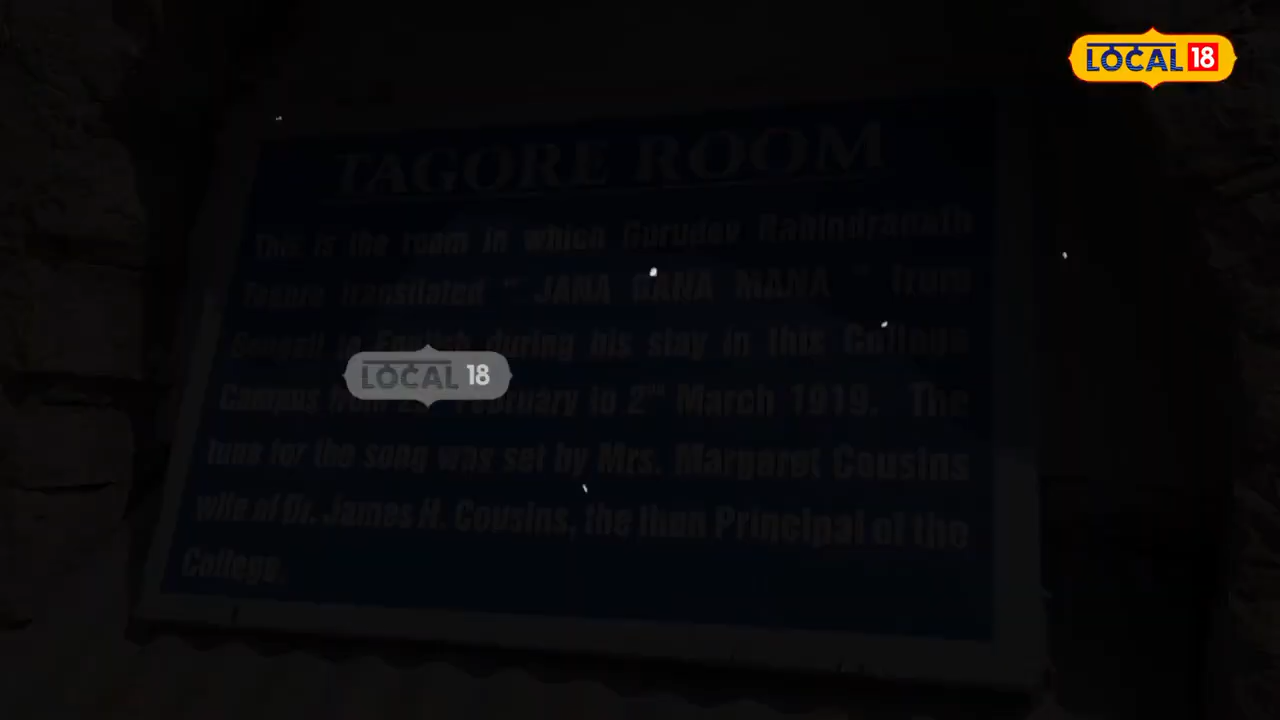 LOCAL 18
TAGORE ROOM
This is the room in which Gurudev Rabindranath
Tagore "JANA GANA MANA" from
Bengali to English during his stay in this College
Campus from February to 2nd March 1919. The
tune for the song was set by Mrs. Margaret Cousins
wife of Dr. James H. Cousins, the then Principal of the
College.
LOCAL 18